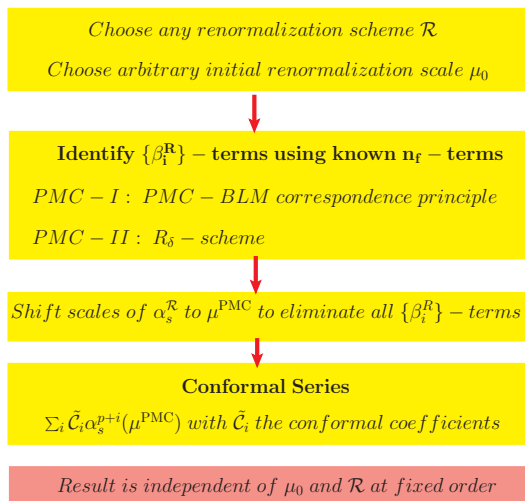 Choose any renormalization scheme ℛ
Choose arbitrary initial renormalization scale μ₀
Identify {βᵢᴿ} − terms using known n_f − terms
PMC − I : PMC − BLM correspondence principle
PMC − II : R_δ − scheme
Shift scales of α_s^ℛ to μ^PMC to eliminate all {β_i^R} − terms
Conformal Series
∑_i 𝒞̃_i α_s^{p+i}(μ^PMC) with 𝒞̃_i the conformal coefficients
Result is independent of μ₀ and ℛ at fixed order